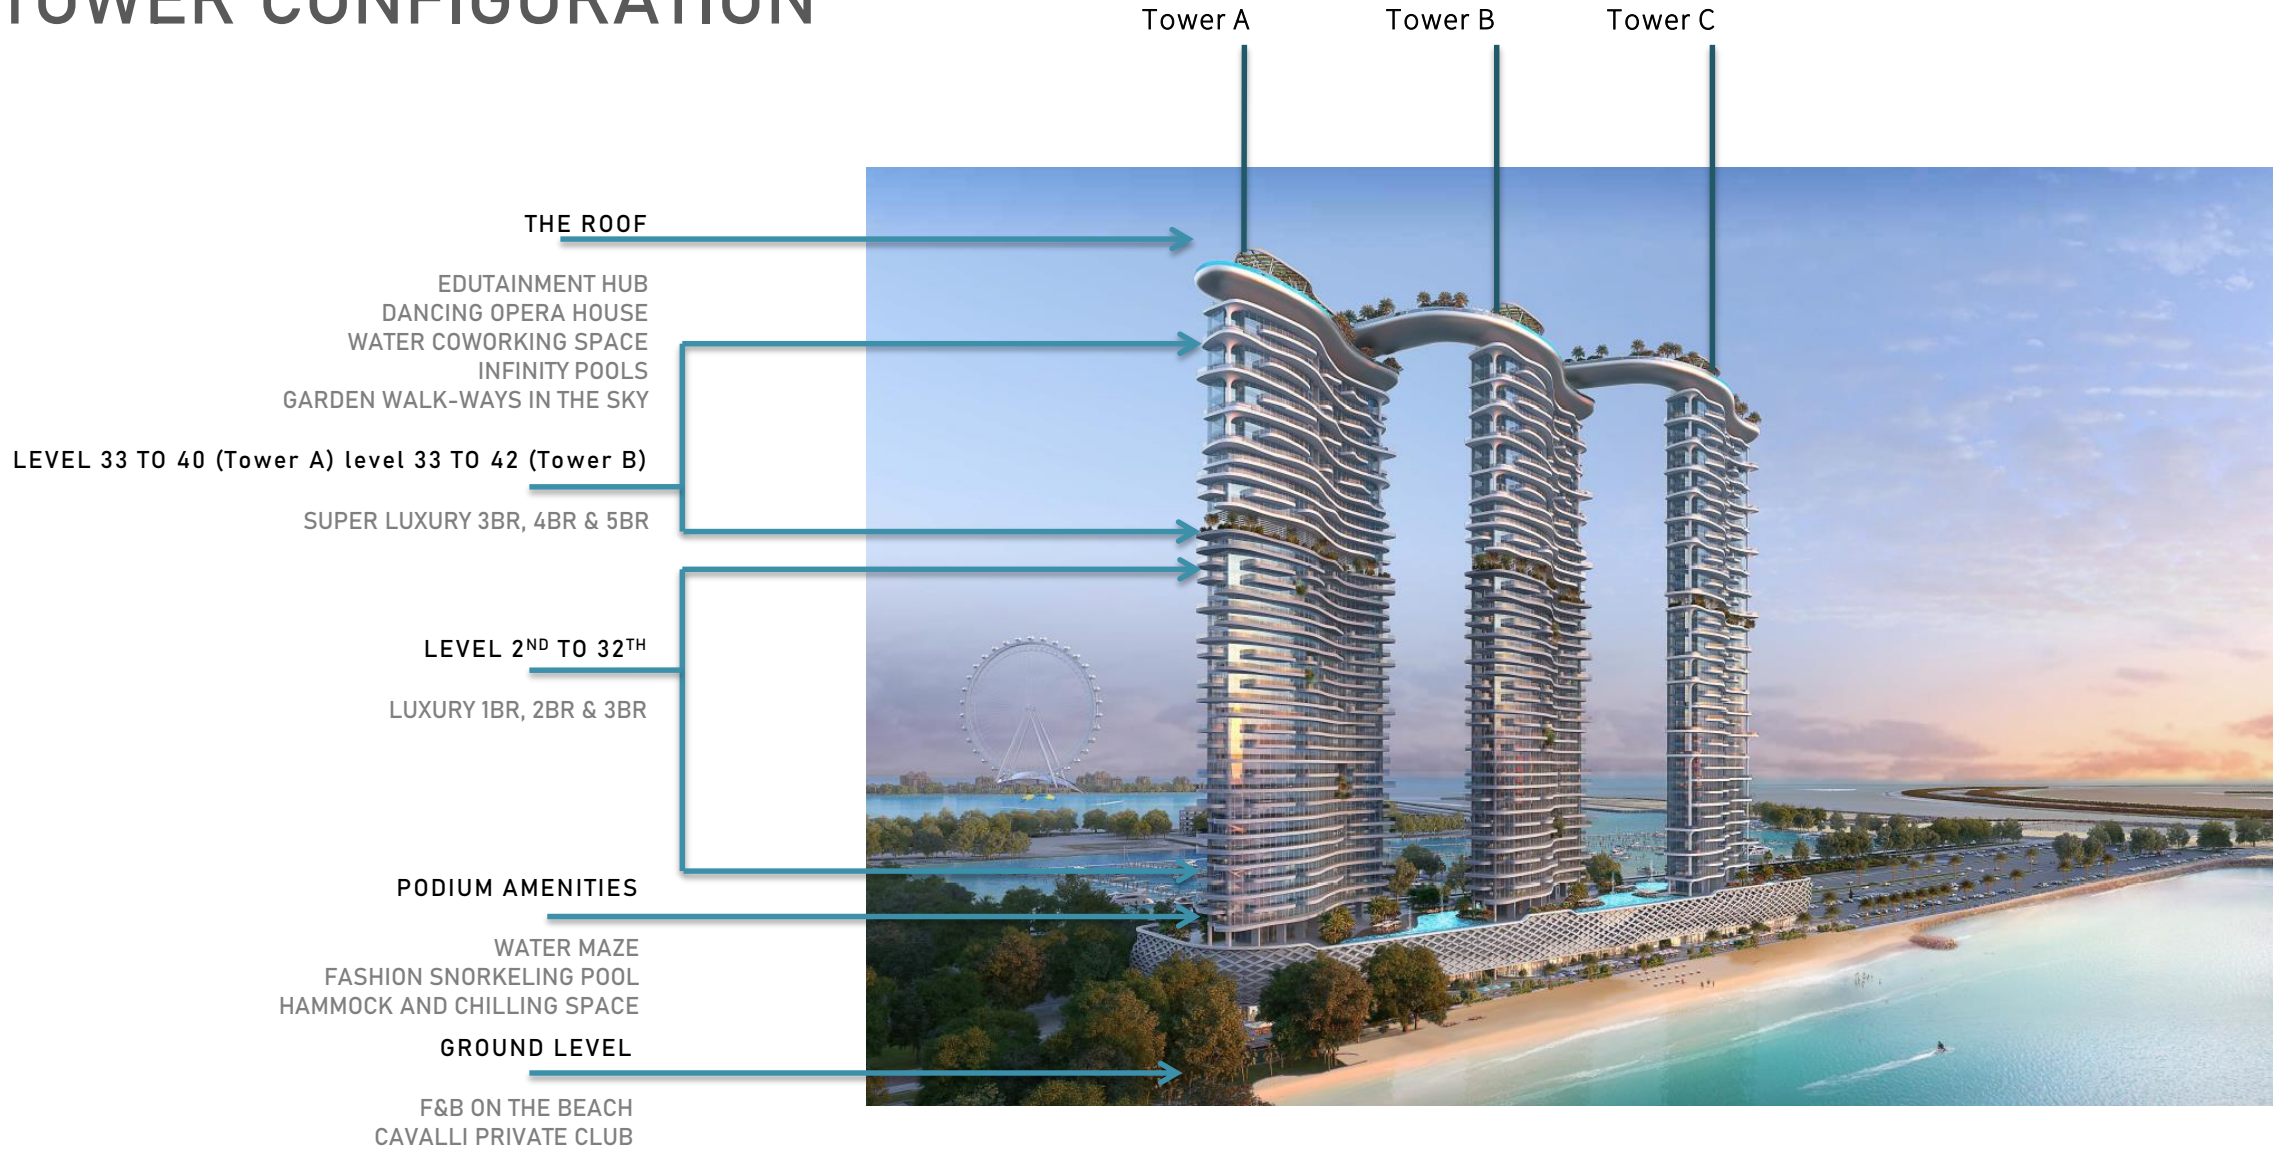 TOWER CONFIGURATION
Tower A
Tower B
Tower C
THE ROOF
EDUTAINMENT HUB
DANCING OPERA HOUSE
WATER COWORKING SPACE
INFINITY POOLS
GARDEN WALK-WAYS IN THE SKY
LEVEL 33 TO 40 (Tower A) level 33 TO 42 (Tower B)
SUPER LUXURY 3BR, 4BR & 5BR
LEVEL 2ND TO 32TH
LUXURY 1BR, 2BR & 3BR
PODIUM AMENITIES
WATER MAZE
FASHION SNORKELING POOL
HAMMOCK AND CHILLING SPACE
GROUND LEVEL
F&B ON THE BEACH
CAVALLI PRIVATE CLUB